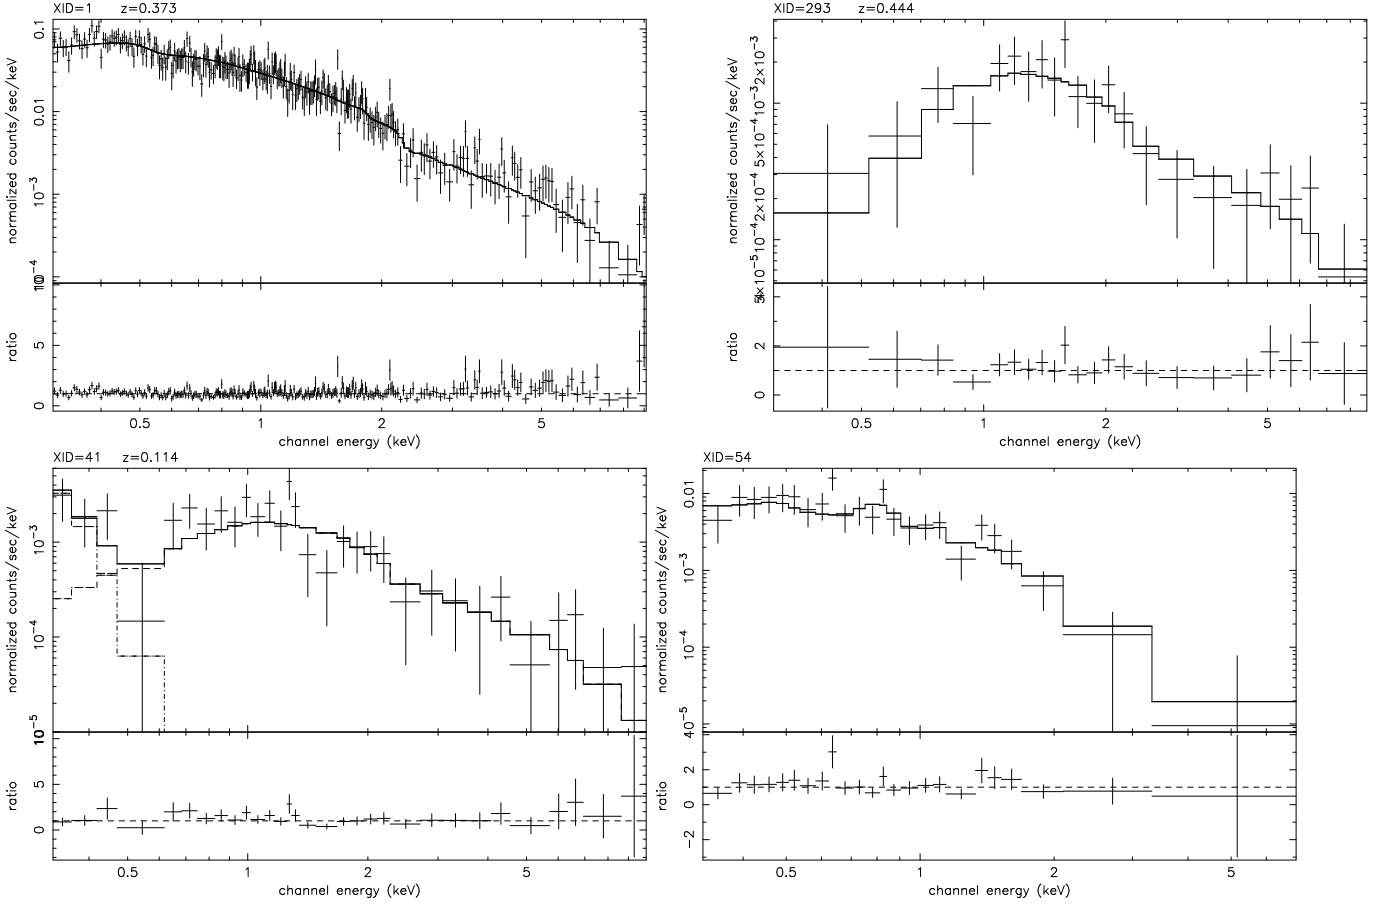 XID=1 z=0.373
normalized counts/sec/keV
0.1
0.01
10⁻³
10⁻⁴
ratio
10
5
0
0.5 1 2 5
channel energy (keV)
XID=293 z=0.444
normalized counts/sec/keV
2×10⁻³
10⁻³
5×10⁻⁴
2×10⁻⁴
10⁻⁴
ratio
4
2
0
0.5 1 2 5
channel energy (keV)
XID=41 z=0.114
normalized counts/sec/keV
10⁻³
10⁻⁴
10⁻⁵
ratio
10
5
0
0.5 1 2 5
channel energy (keV)
XID=54
normalized counts/sec/keV
0.01
10⁻³
10⁻⁴
10⁻⁵
ratio
4
2
0
−2
0.5 1 2 5
channel energy (keV)